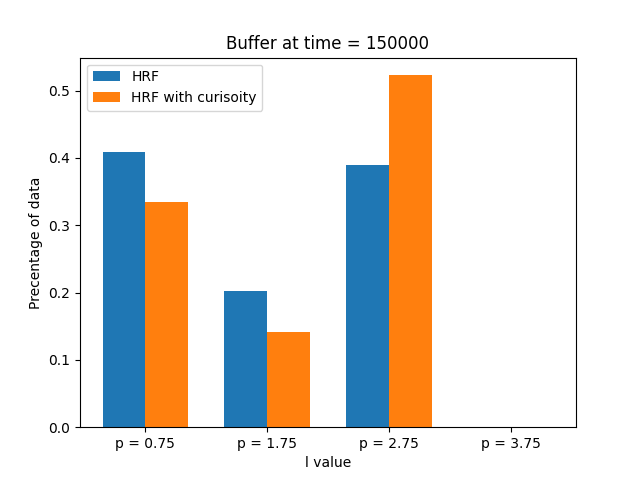 Buffer at time = 150000
HRF
HRF with curisoity
Precentage of data
0.5
0.4
0.3
0.2
0.1
0.0
p = 0.75
p = 1.75
p = 2.75
p = 3.75
l value